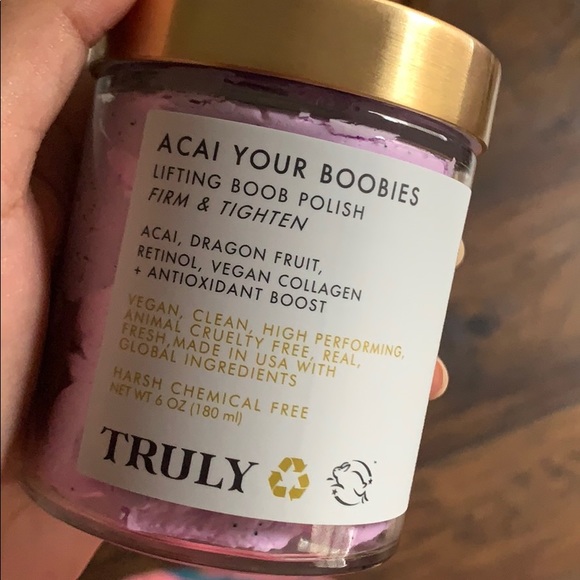 ACAI YOUR BOOBIES
LIFTING BOOB POLISH
FIRM & TIGHTEN
ACAI, DRAGON FRUIT,
RETINOL, VEGAN COLLAGEN
+ ANTIOXIDANT BOOST
VEGAN, CLEAN, HIGH PERFORMING,
ANIMAL CRUELTY FREE, REAL,
FRESH, MADE IN USA WITH
GLOBAL INGREDIENTS
HARSH CHEMICAL FREE
NET WT 6 OZ (180 ml)
TRULY